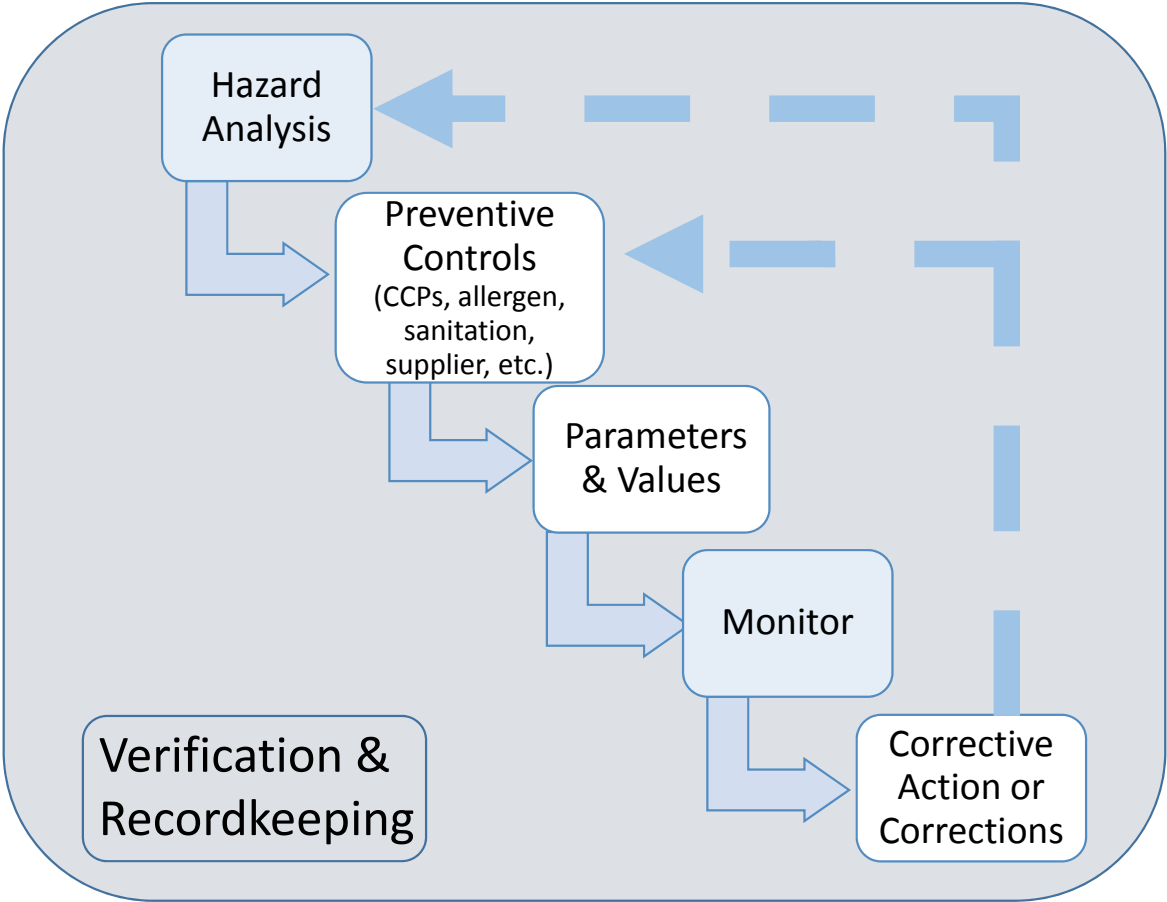 Hazard
Analysis
Preventive
Controls
(CCPs, allergen,
sanitation,
supplier, etc.)
Parameters
& Values
Monitor
Corrective
Action or
Corrections
Verification &
Recordkeeping